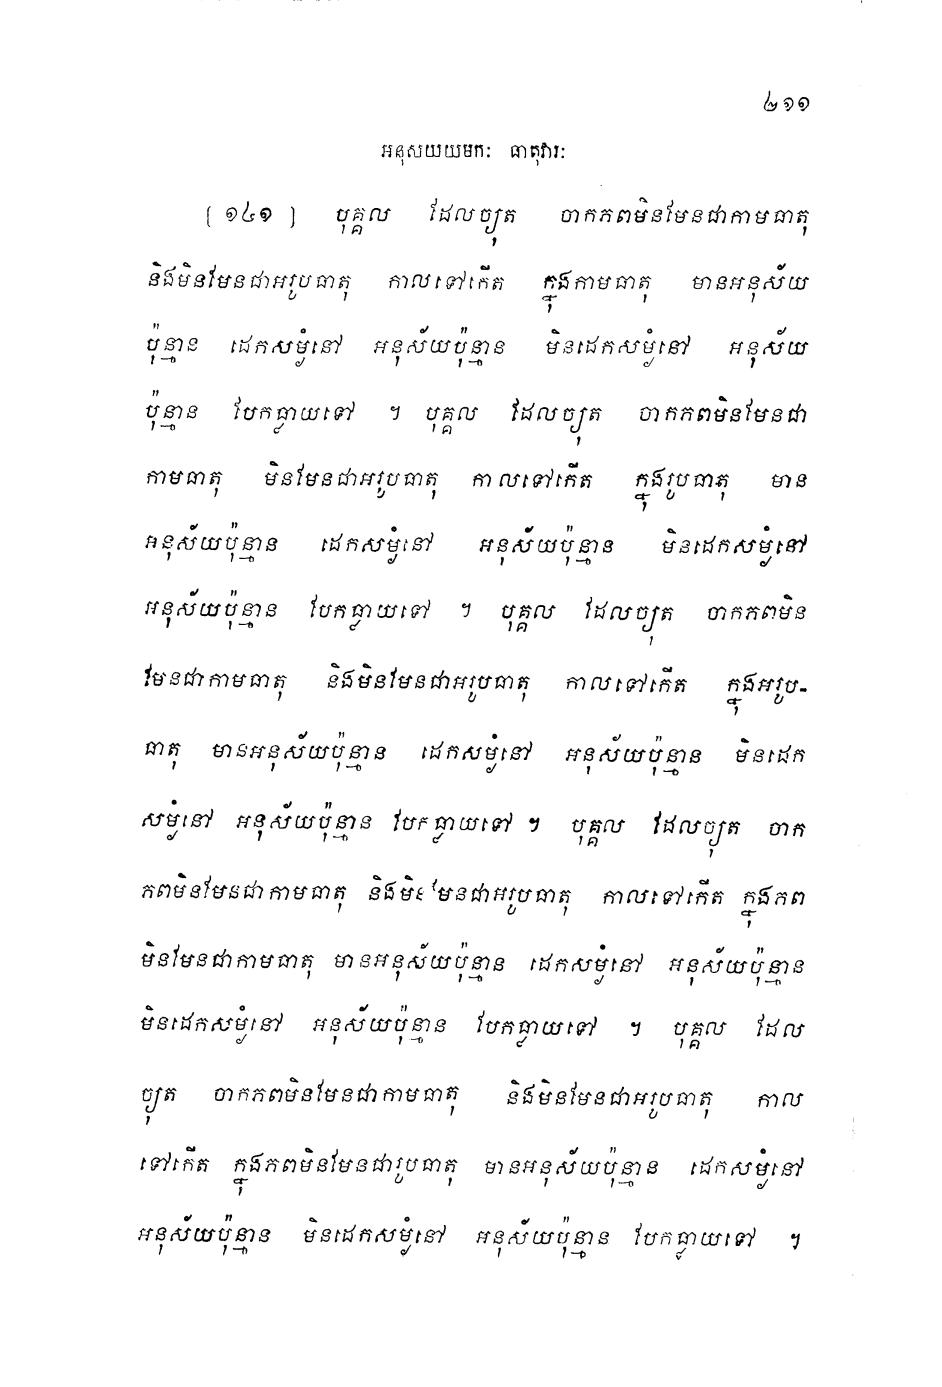 ៤១១
អនុសយយមកៈ ធាតុវារៈ
[ ១៤១ ] បុគ្គល ដែលច្យុត ចាកភពមិនមែនជាកាមធាតុ
និងមិនមែនជាអរូបធាតុ កាលទៅកើត ក្នុងកាមធាតុ មានអនុស័យ
ប៉ុន្មាន ដេកសម្ងំនៅ អនុស័យប៉ុន្មាន មិនដេកសម្ងំនៅ អនុស័យ
ប៉ុន្មាន បែកធ្លាយទៅ ។ បុគ្គល ដែលច្យុត ចាកភពមិនមែនជា
កាមធាតុ មិនមែនជាអរូបធាតុ កាលទៅកើត ក្នុងរូបធាតុ មាន
អនុស័យប៉ុន្មាន ដេកសម្ងំនៅ អនុស័យប៉ុន្មាន មិនដេកសម្ងំនៅ
អនុស័យប៉ុន្មាន បែកធ្លាយទៅ ។ បុគ្គល ដែលច្យុត ចាកភពមិន
មែនជាកាមធាតុ និងមិនមែនជាអរូបធាតុ កាលទៅកើត ក្នុងអរូប-
ធាតុ មានអនុស័យប៉ុន្មាន ដេកសម្ងំនៅ អនុស័យប៉ុន្មាន មិនដេក
សម្ងំនៅ អនុស័យប៉ុន្មាន បែកធ្លាយទៅ ។ បុគ្គល ដែលច្យុត ចាក
ភពមិនមែនជាកាមធាតុ និងមិនមែនជាអរូបធាតុ កាលទៅកើត ក្នុងភព
មិនមែនជាកាមធាតុ មានអនុស័យប៉ុន្មាន ដេកសម្ងំនៅ អនុស័យប៉ុន្មាន
មិនដេកសម្ងំនៅ អនុស័យប៉ុន្មាន បែកធ្លាយទៅ ។ បុគ្គល ដែល
ច្យុត ចាកភពមិនមែនជាកាមធាតុ និងមិនមែនជាអរូបធាតុ កាល
ទៅកើត ក្នុងភពមិនមែនជារូបធាតុ មានអនុស័យប៉ុន្មាន ដេកសម្ងំនៅ
អនុស័យប៉ុន្មាន មិនដេកសម្ងំនៅ អនុស័យប៉ុន្មាន បែកធ្លាយទៅ ។